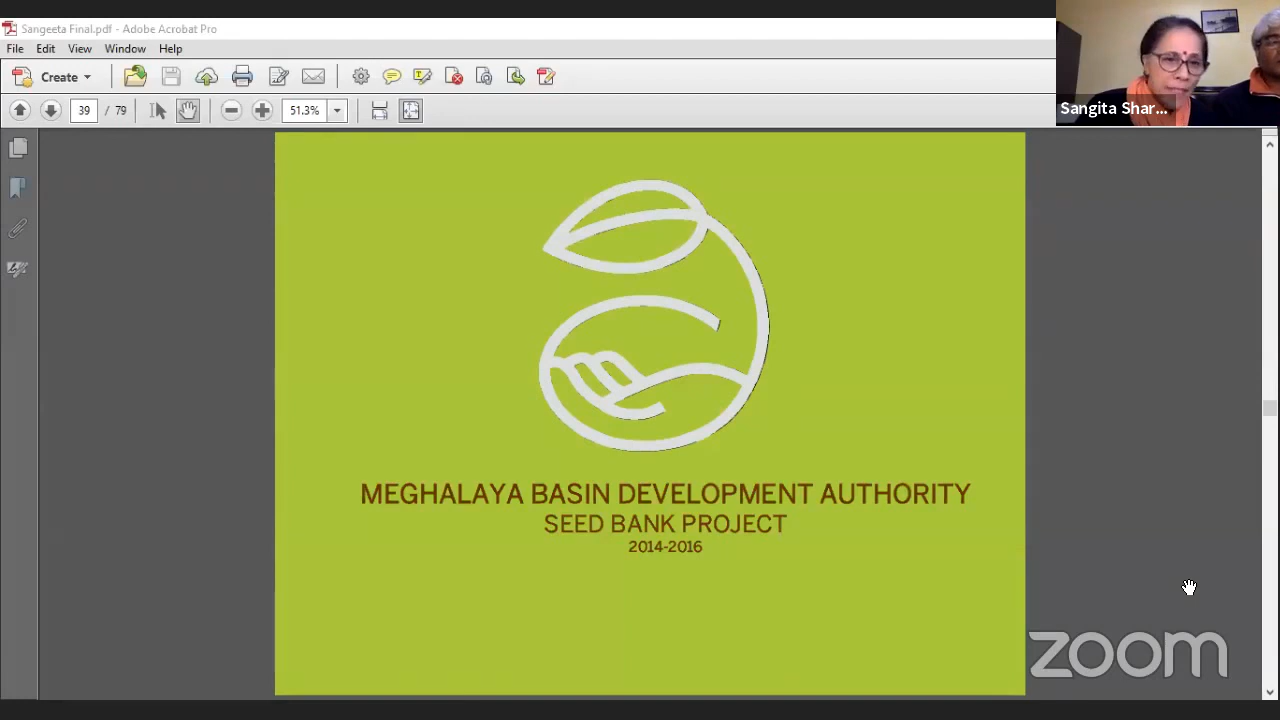 Sangeeta Final.pdf - Adobe Acrobat Pro
File Edit View Window Help
Create
39 / 79 51.3%
Sangita Shar...
MEGHALAYA BASIN DEVELOPMENT AUTHORITY
SEED BANK PROJECT
2014-2016
zoom